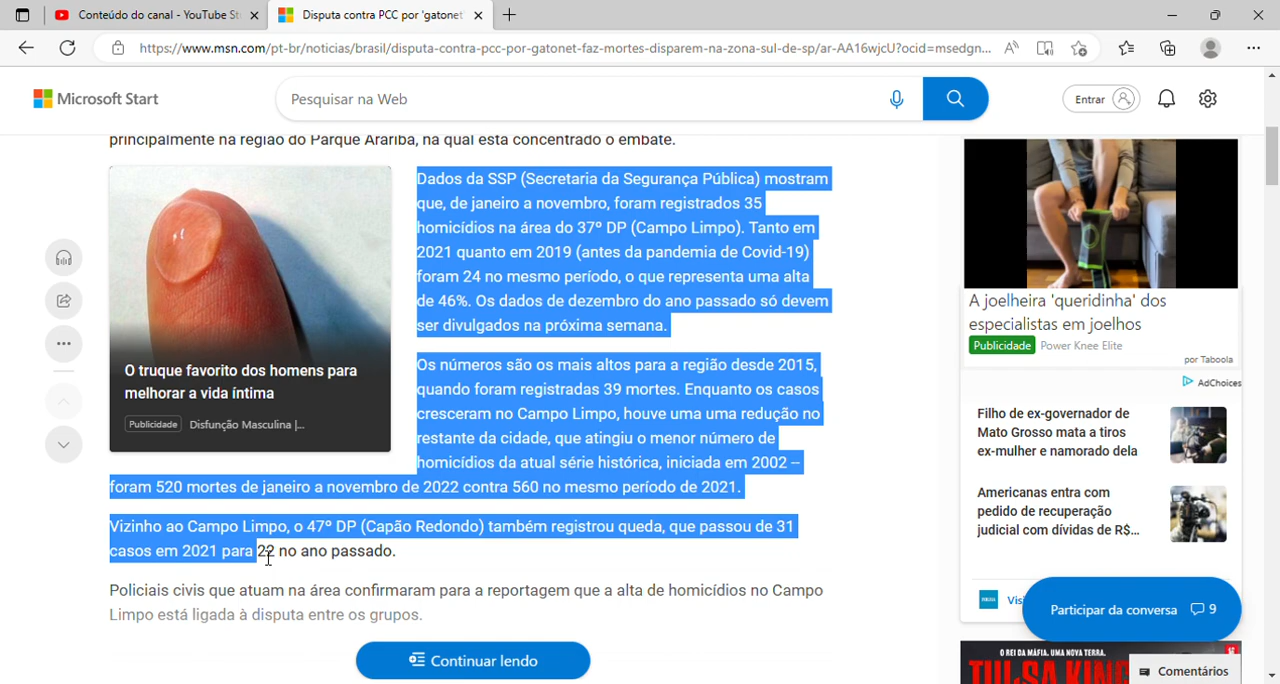 Conteúdo do canal - YouTube St
Disputa contra PCC por 'gatonet'
https://www.msn.com/pt-br/noticias/brasil/disputa-contra-pcc-por-gatonet-faz-mortes-disparem-na-zona-sul-de-sp/ar-AA16wjcU?ocid=msedgn...
Microsoft Start
Pesquisar na Web
Entrar
principalmente na região do Parque Arariba, na qual está concentrado o embate.
Dados da SSP (Secretaria da Segurança Pública) mostram
que, de janeiro a novembro, foram registrados 35
homicídios na área do 37º DP (Campo Limpo). Tanto em
2021 quanto em 2019 (antes da pandemia de Covid-19)
foram 24 no mesmo período, o que representa uma alta
de 46%. Os dados de dezembro do ano passado só devem
ser divulgados na próxima semana.
Os números são os mais altos para a região desde 2015,
quando foram registradas 39 mortes. Enquanto os casos
cresceram no Campo Limpo, houve uma uma redução no
restante da cidade, que atingiu o menor número de
homicídios da atual série histórica, iniciada em 2002 --
foram 520 mortes de janeiro a novembro de 2022 contra 560 no mesmo período de 2021.
Vizinho ao Campo Limpo, o 47º DP (Capão Redondo) também registrou queda, que passou de 31
casos em 2021 para 22 no ano passado.
Policiais civis que atuam na área confirmaram para a reportagem que a alta de homicídios no Campo
Limpo está ligada à disputa entre os grupos.
Continuar lendo
O truque favorito dos homens para
melhorar a vida íntima
Publicidade Disfunção Masculina |...
A joelheira 'queridinha' dos
especialistas em joelhos
Publicidade Power Knee Elite
por Taboola
AdChoices
Filho de ex-governador de
Mato Grosso mata a tiros
ex-mulher e namorado dela
Americanas entra com
pedido de recuperação
judicial com dívidas de R$...
Participar da conversa 9
O REI DA MÁFIA. UMA NOVA TERRA.
TULSA KING
Comentários